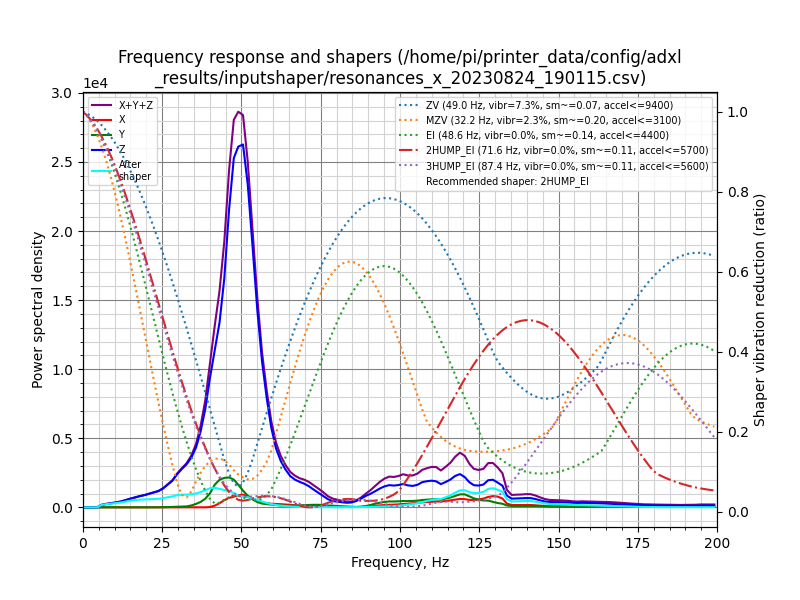 Frequency response and shapers (/home/pi/printer_data/config/adxl
_results/inputshaper/resonances_x_20230824_190115.csv)
1e4
3.0
2.5
2.0
1.5
1.0
0.5
0.0
Power spectral density
X+Y+Z
X
Y
Z
After
shaper
ZV (49.0 Hz, vibr=7.3%, sm~=0.07, accel<=9400)
MZV (32.2 Hz, vibr=2.3%, sm~=0.20, accel<=3100)
EI (48.6 Hz, vibr=0.0%, sm~=0.14, accel<=4400)
2HUMP_EI (71.6 Hz, vibr=0.0%, sm~=0.11, accel<=5700)
3HUMP_EI (87.4 Hz, vibr=0.0%, sm~=0.11, accel<=5600)
Recommended shaper: 2HUMP_EI
1.0
0.8
0.6
0.4
0.2
0.0
Shaper vibration reduction (ratio)
0 25 50 75 100 125 150 175 200
Frequency, Hz